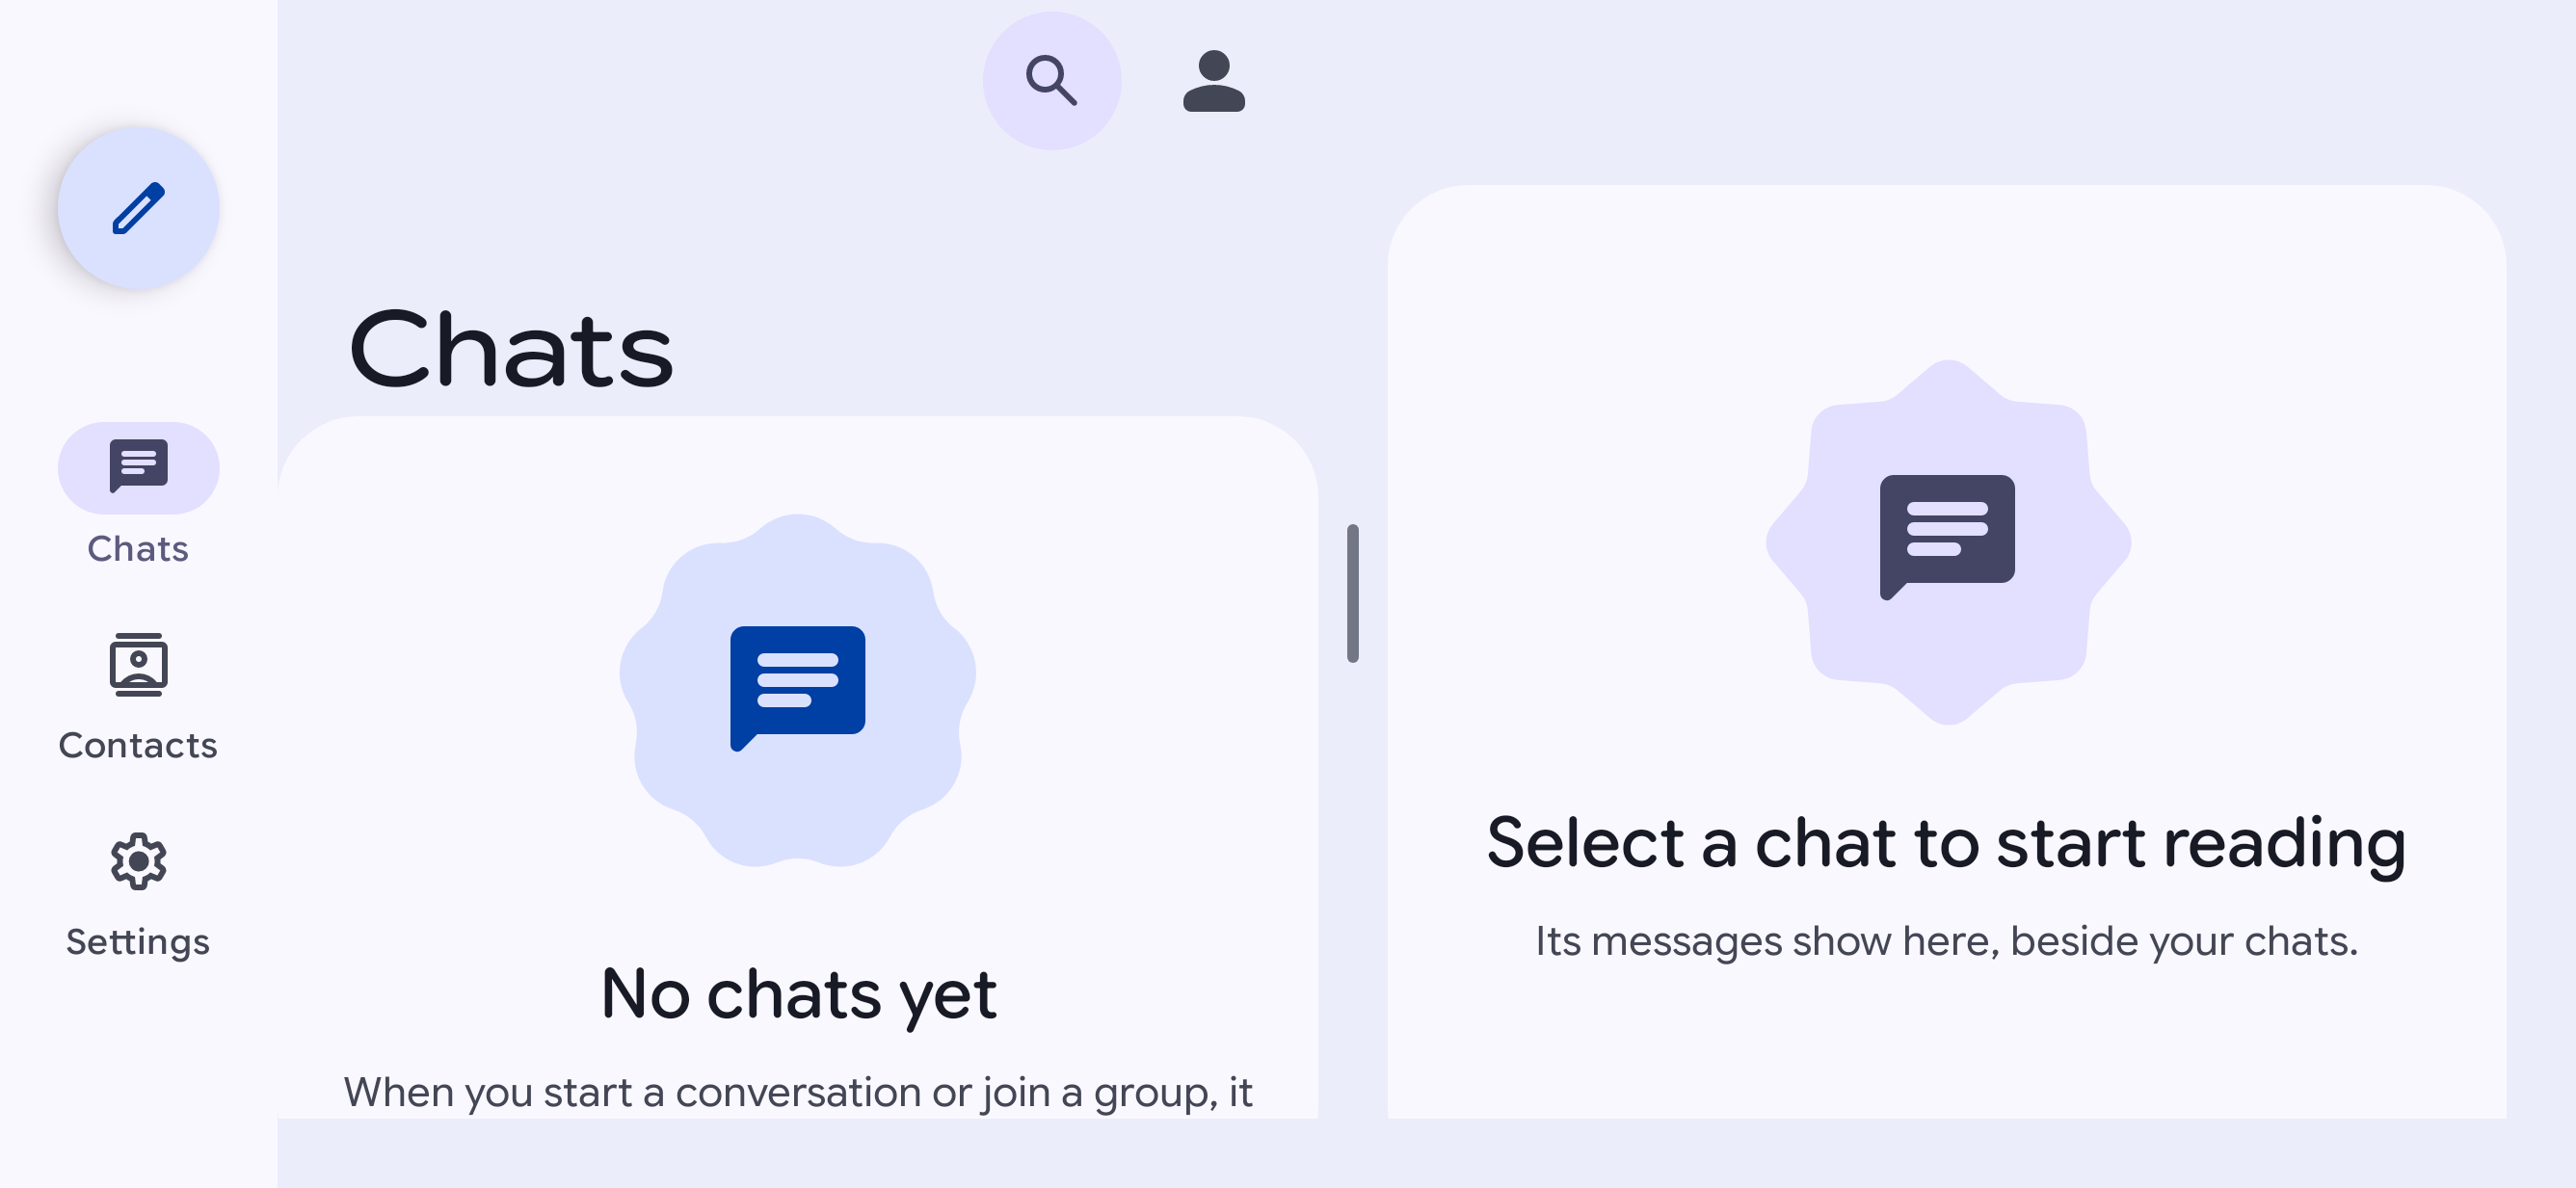 Chats
Chats
Contacts
Settings
No chats yet
When you start a conversation or join a group, it
Select a chat to start reading
Its messages show here, beside your chats.